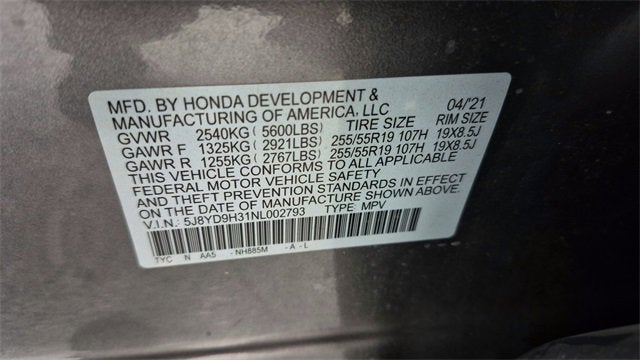 MFD. BY HONDA DEVELOPMENT & 04/'21
MANUFACTURING OF AMERICA, LLC RIM SIZE
GVWR 2540KG ( 5600LBS) TIRE SIZE
GAWR F 1325KG ( 2921LBS) 255/55R19 107H 19X8.5J
GAWR R 1255KG ( 2767LBS) 255/55R19 107H 19X8.5J
THIS VEHICLE CONFORMS TO ALL APPLICABLE
FEDERAL MOTOR VEHICLE SAFETY
AND THEFT PREVENTION STANDARDS IN EFFECT
ON THE DATE OF MANUFACTURE SHOWN ABOVE.
V.I.N.: 5J8YD9H31NL002793 TYPE: MPV
TYC N AA5 -NH885M -A-L